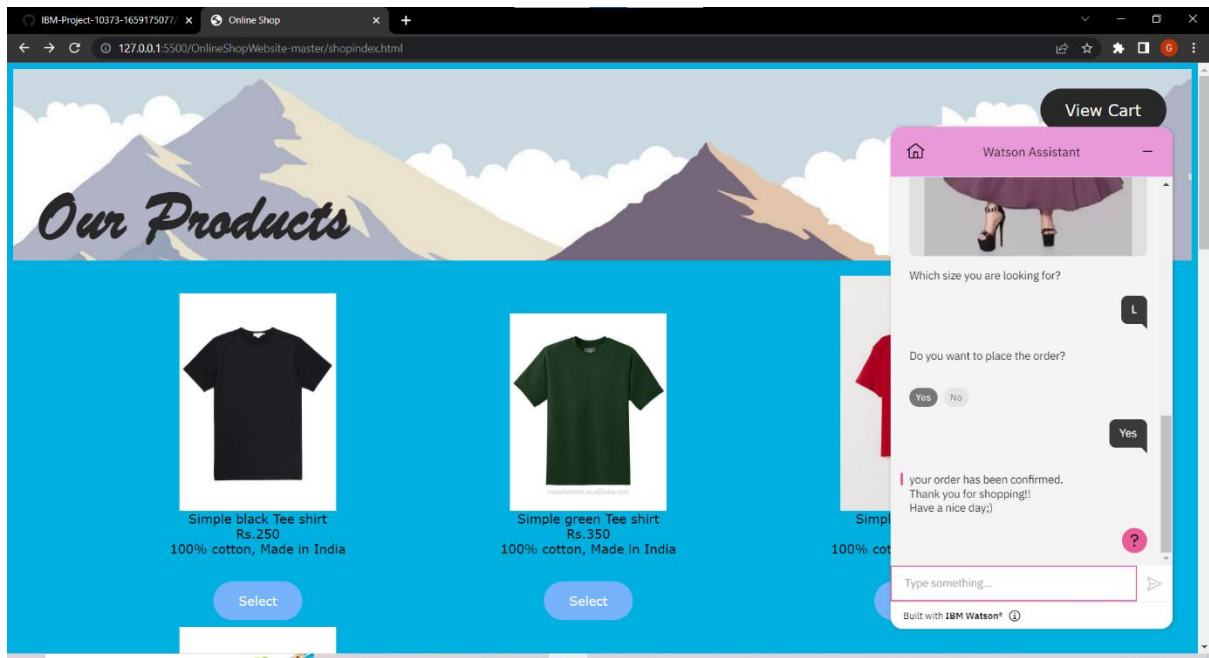 IBM-Project-10373-1659175077/
Online Shop
127.0.0.1:5500/OnlineShopWebsite-master/shopindex.html
G
View Cart
Our Products
Simple black Tee shirt
Rs.250
100% cotton, Made in India
Select
Simple green Tee shirt
Rs.350
100% cotton, Made in India
Select
Simpl
100% cot
Watson Assistant
Which size you are looking for?
L
Do you want to place the order?
Yes No
Yes
your order has been confirmed.
Thank you for shopping!!
Have a nice day;)
?
Type something...
Built with IBM Watson®